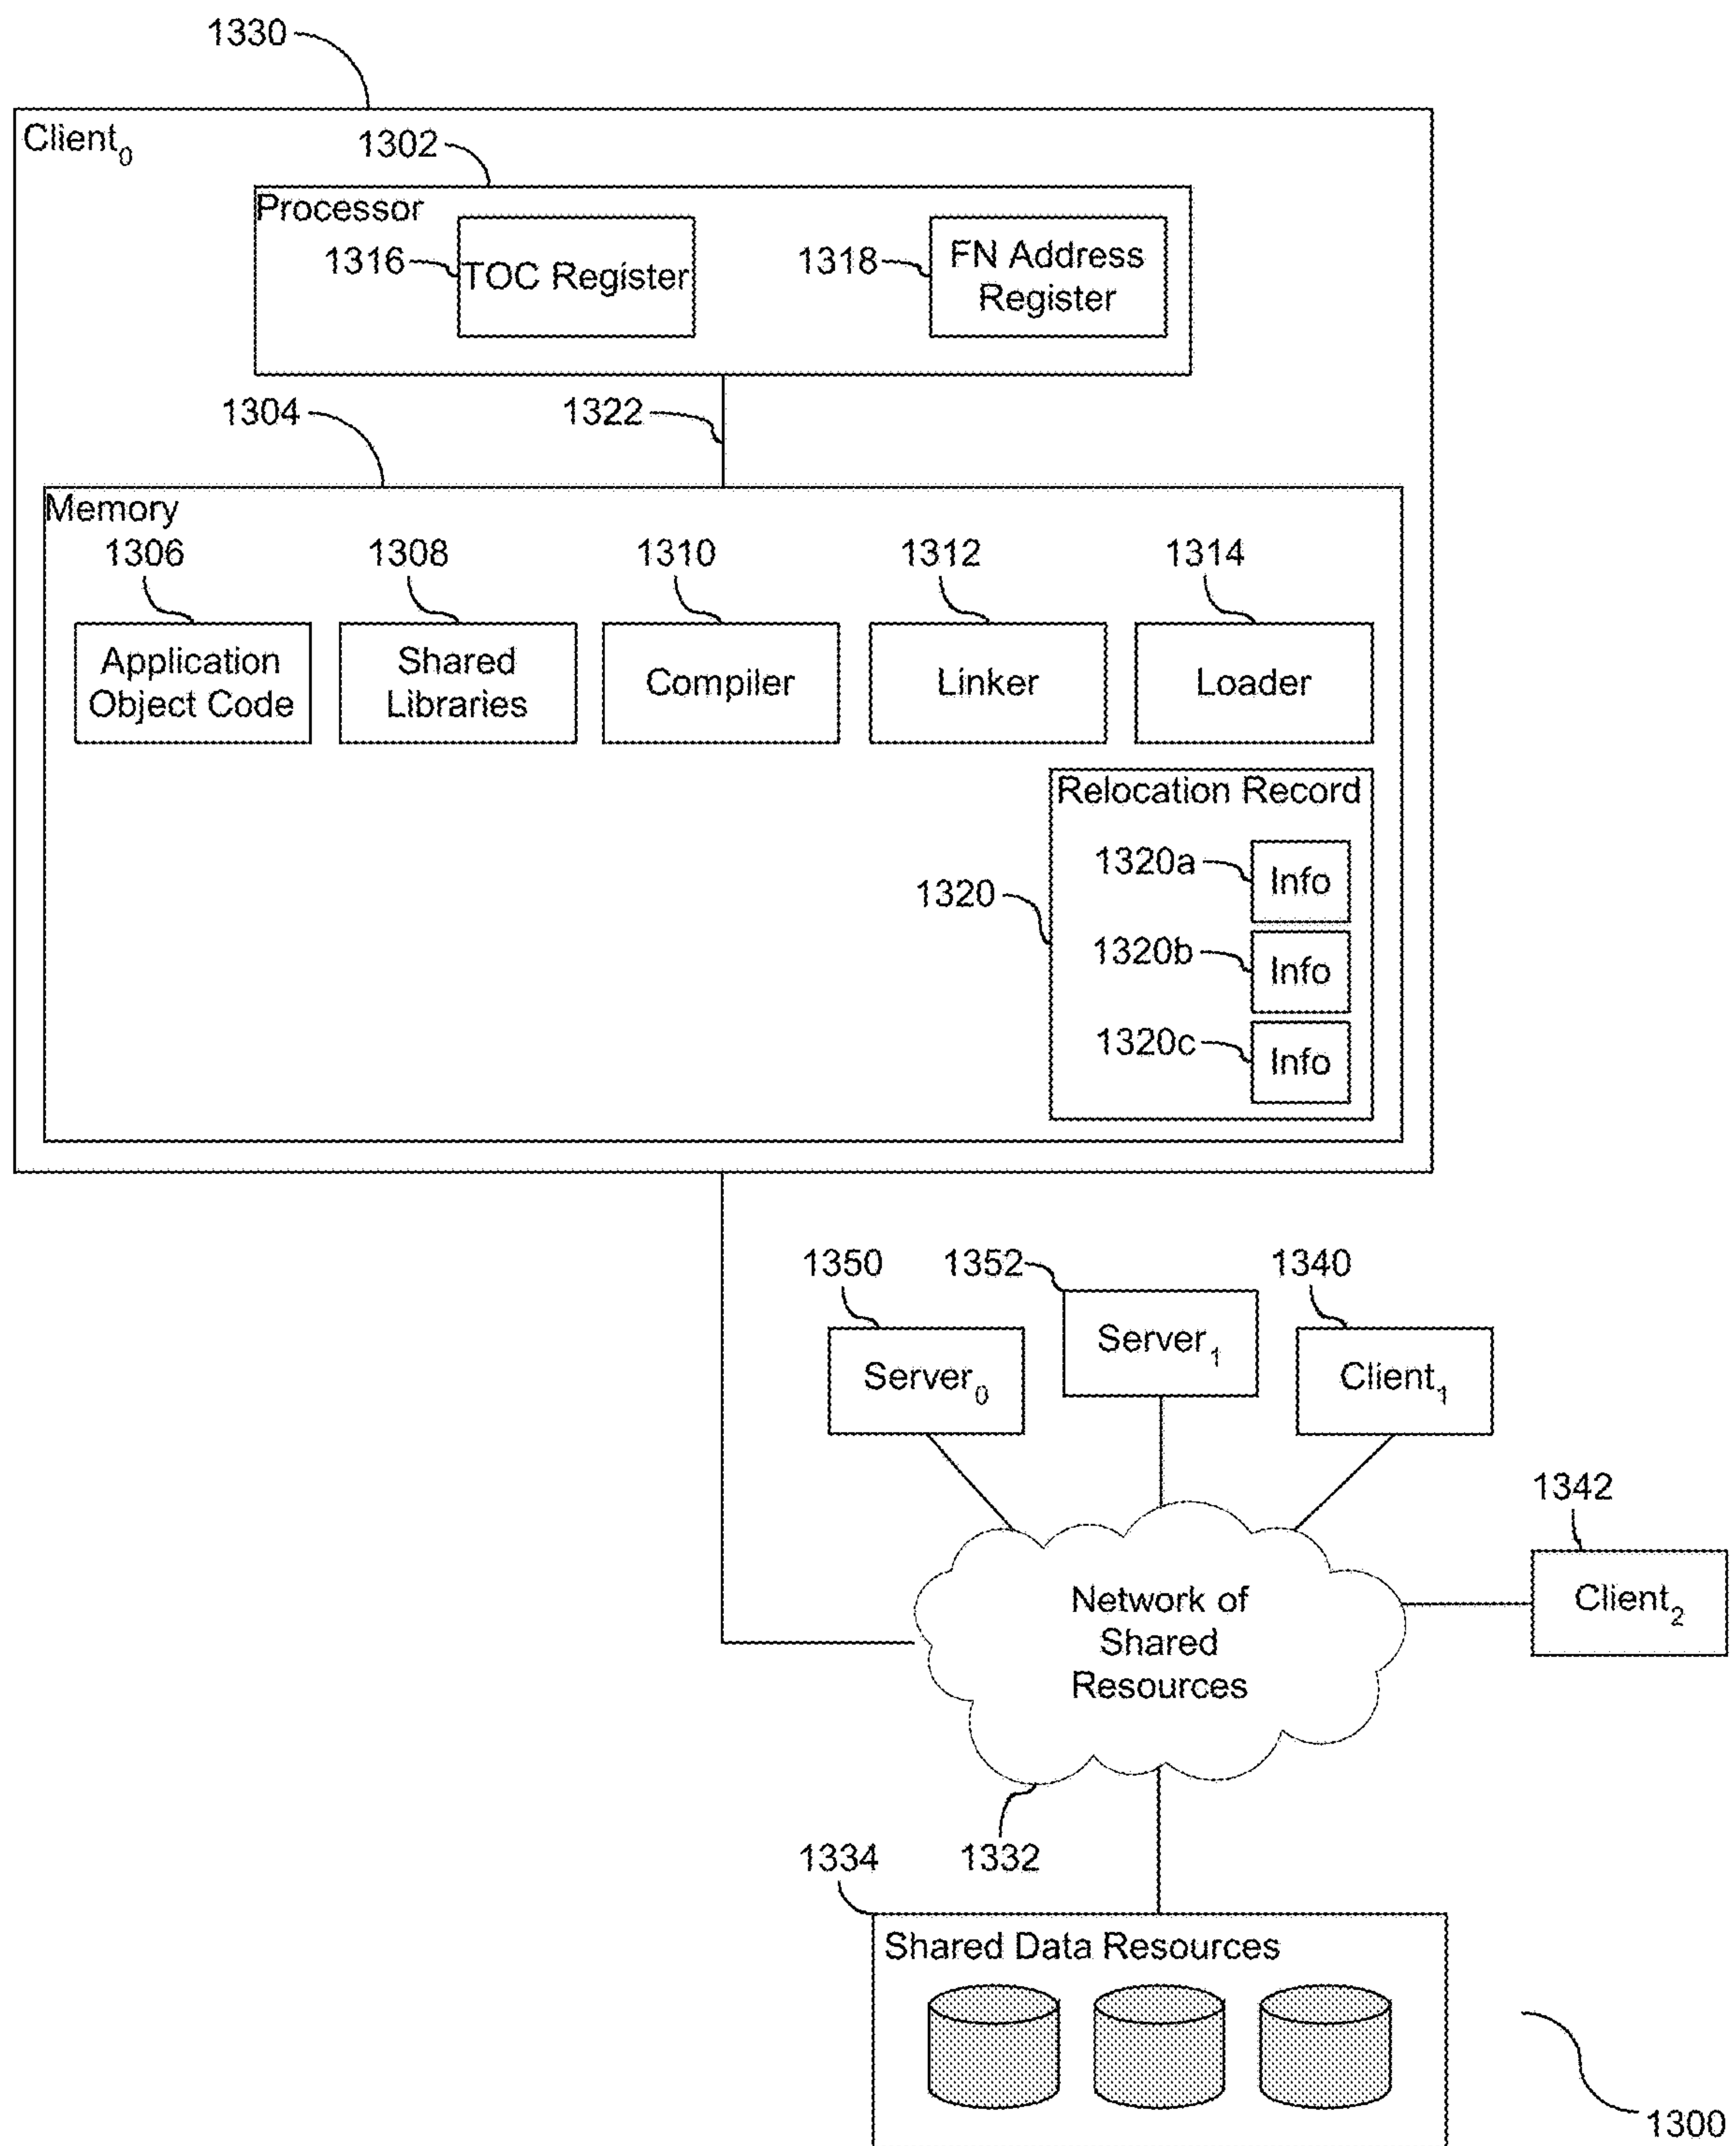 1330
Client0
1302
Processor
1316
TOC Register
1318
FN Address
Register
1304
1322
Memory
1306
1308
1310
1312
1314
Application
Object Code
Shared
Libraries
Compiler
Linker
Loader
Relocation Record
1320
1320a
Info
1320b
Info
1320c
Info
1350
1352
1340
Server0
Server1
Client1
1342
Client2
Network of
Shared
Resources
1334
1332
Shared Data Resources
1300